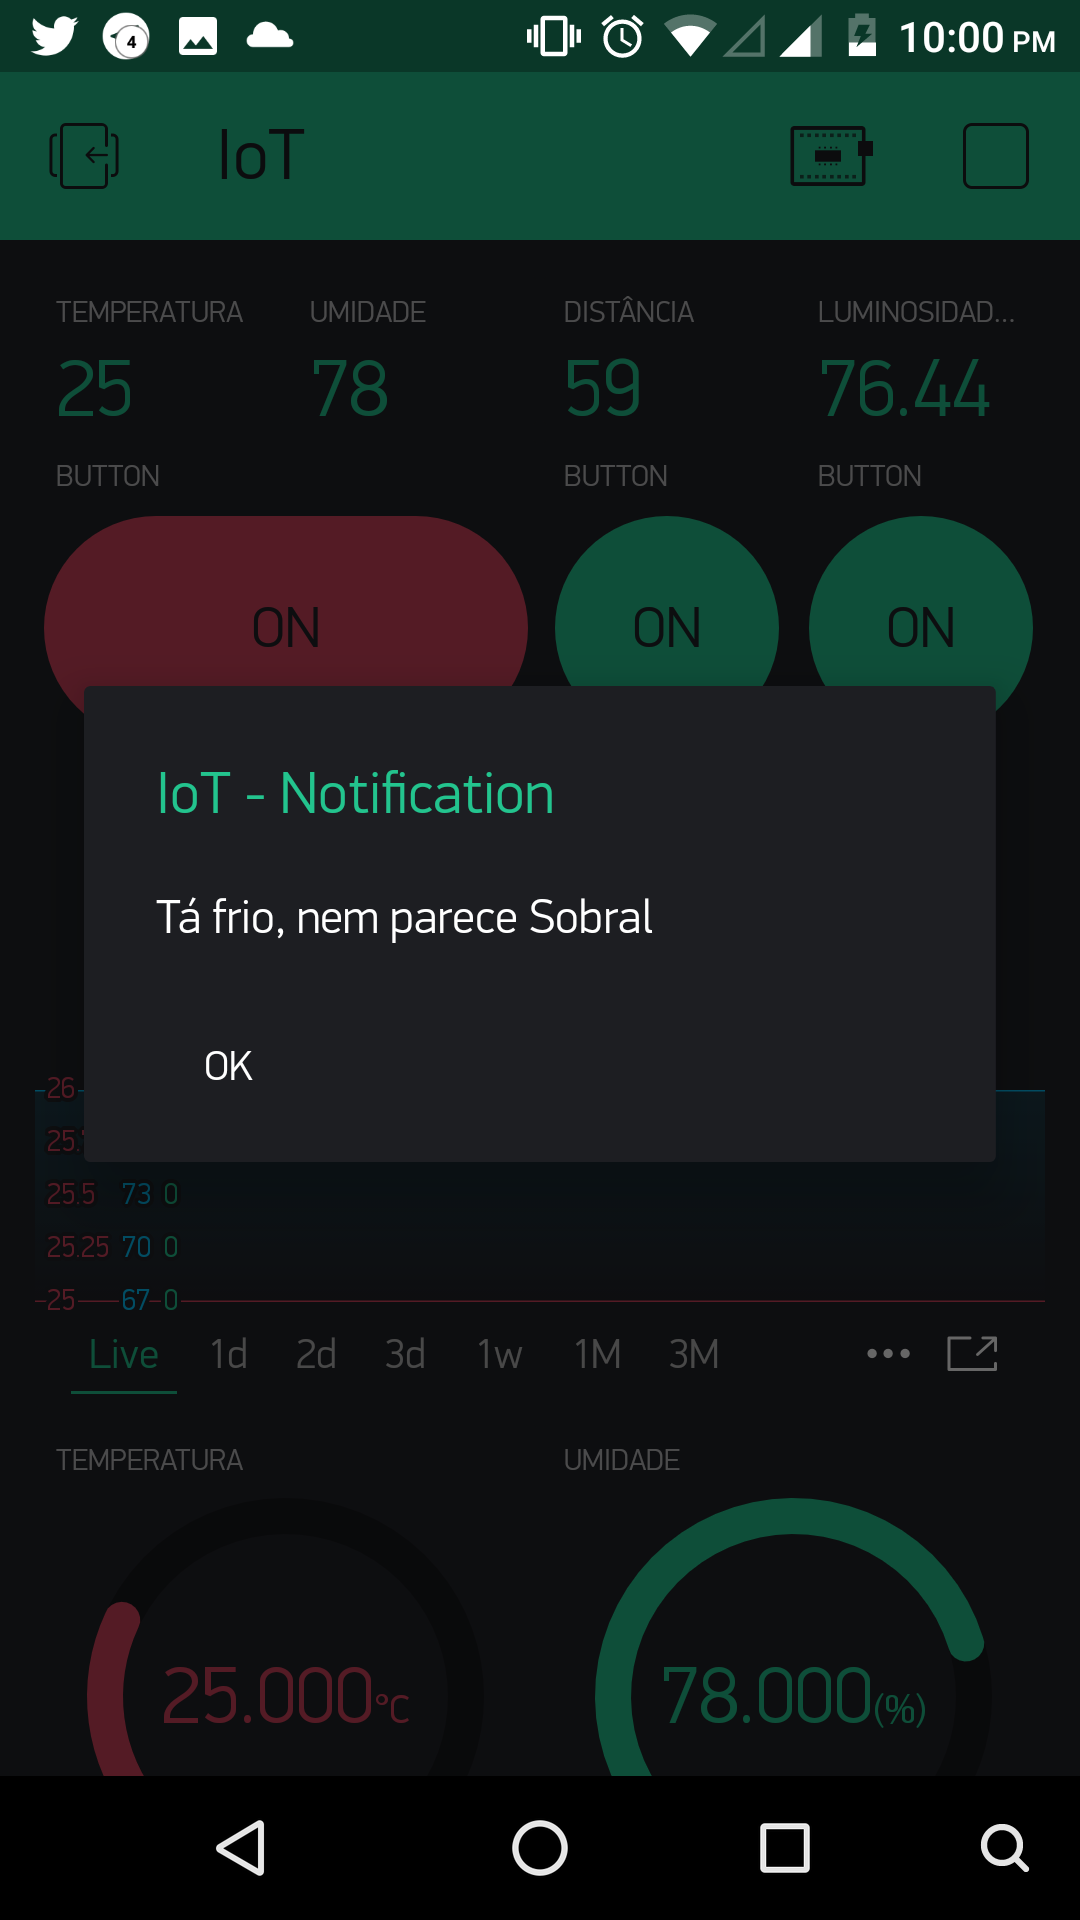 4
10:00 PM
IoT
TEMPERATURA UMIDADE DISTÂNCIA LUMINOSIDAD...
25 78 59 76.44
BUTTON BUTTON BUTTON
ON ON ON
IoT - Notification
Tá frio, nem parece Sobral
OK
26
25.
25.5 73 0
25.25 70 0
25 67 0
Live 1d 2d 3d 1w 1M 3M
TEMPERATURA UMIDADE
25.000°C 78.000(%)